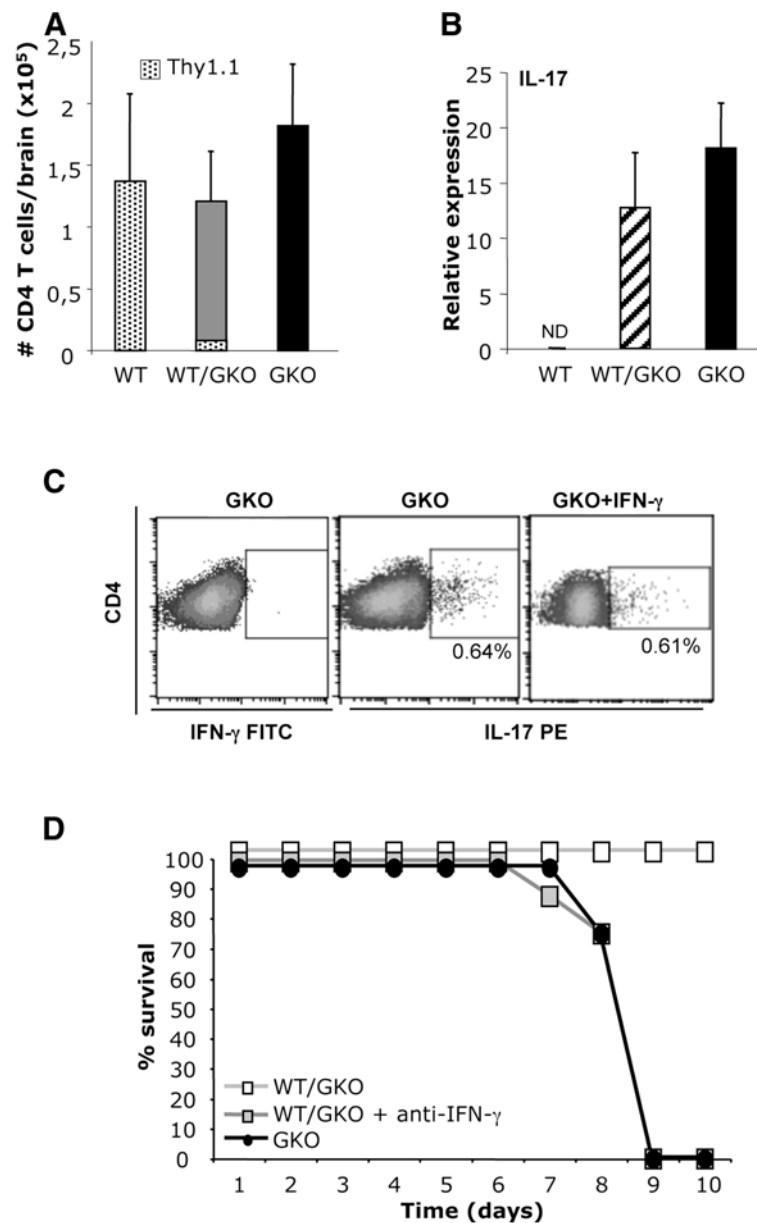 A
# CD4 T cells/brain (x10⁵)
2,5
2
1,5
1
0,5
0
Thy1.1
WT WT/GKO GKO
B
Relative expression
25
20
15
10
5
0
IL-17
ND
WT WT/GKO GKO
C
GKO GKO GKO+IFN-γ
CD4
0.64% 0.61%
IFN-γ FITC IL-17 PE
D
% survival
100
90
80
70
60
50
40
30
20
10
0
WT/GKO
WT/GKO + anti-IFN-γ
GKO
1 2 3 4 5 6 7 8 9 10
Time (days)